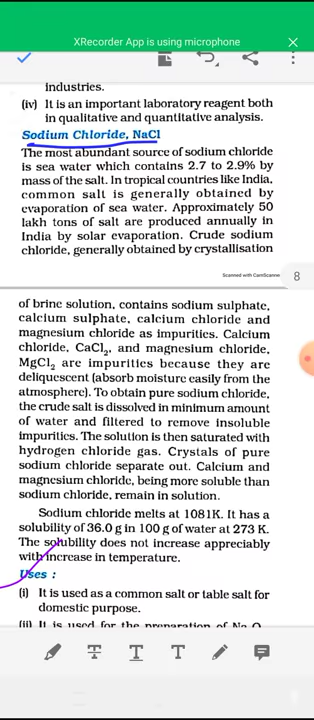 XRecorder App is using microphone
industries.
(iv) It is an important laboratory reagent both
in qualitative and quantitative analysis.
Sodium Chloride, NaCl
The most abundant source of sodium chloride
is sea water which contains 2.7 to 2.9% by
mass of the salt. In tropical countries like India,
common salt is generally obtained by
evaporation of sea water. Approximately 50
lakh tons of salt are produced annually in
India by solar evaporation. Crude sodium
chloride, generally obtained by crystallisation
Scanned with CamScanner
8
of brine solution, contains sodium sulphate,
calcium sulphate, calcium chloride and
magnesium chloride as impurities. Calcium
chloride, CaCl₂, and magnesium chloride,
MgCl₂ are impurities because they are
deliquescent (absorb moisture easily from the
atmosphere). To obtain pure sodium chloride,
the crude salt is dissolved in minimum amount
of water and filtered to remove insoluble
impurities. The solution is then saturated with
hydrogen chloride gas. Crystals of pure
sodium chloride separate out. Calcium and
magnesium chloride, being more soluble than
sodium chloride, remain in solution.
Sodium chloride melts at 1081K. It has a
solubility of 36.0 g in 100 g of water at 273 K.
The solubility does not increase appreciably
with increase in temperature.
Uses :
(i) It is used as a common salt or table salt for
domestic purpose.
(ii) It is used for the preparation of Na₂O₂